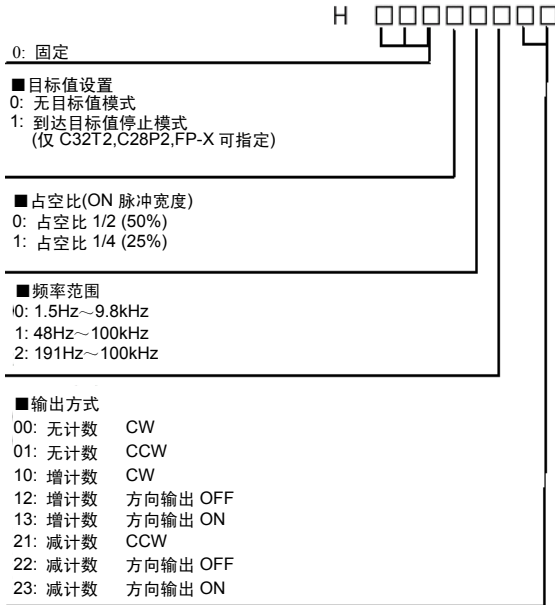 H □□□□□□□□
0: 固定
■目标值设置
0: 无目标值模式
1: 到达目标值停止模式
(仅 C32T2,C28P2,FP-X 可指定)
■占空比(ON 脉冲宽度)
0: 占空比 1/2 (50%)
1: 占空比 1/4 (25%)
■频率范围
0: 1.5Hz～9.8kHz
1: 48Hz～100kHz
2: 191Hz～100kHz
■输出方式
00: 无计数 CW
01: 无计数 CCW
10: 增计数 CW
12: 增计数 方向输出 OFF
13: 增计数 方向输出 ON
21: 减计数 CCW
22: 减计数 方向输出 OFF
23: 减计数 方向输出 ON